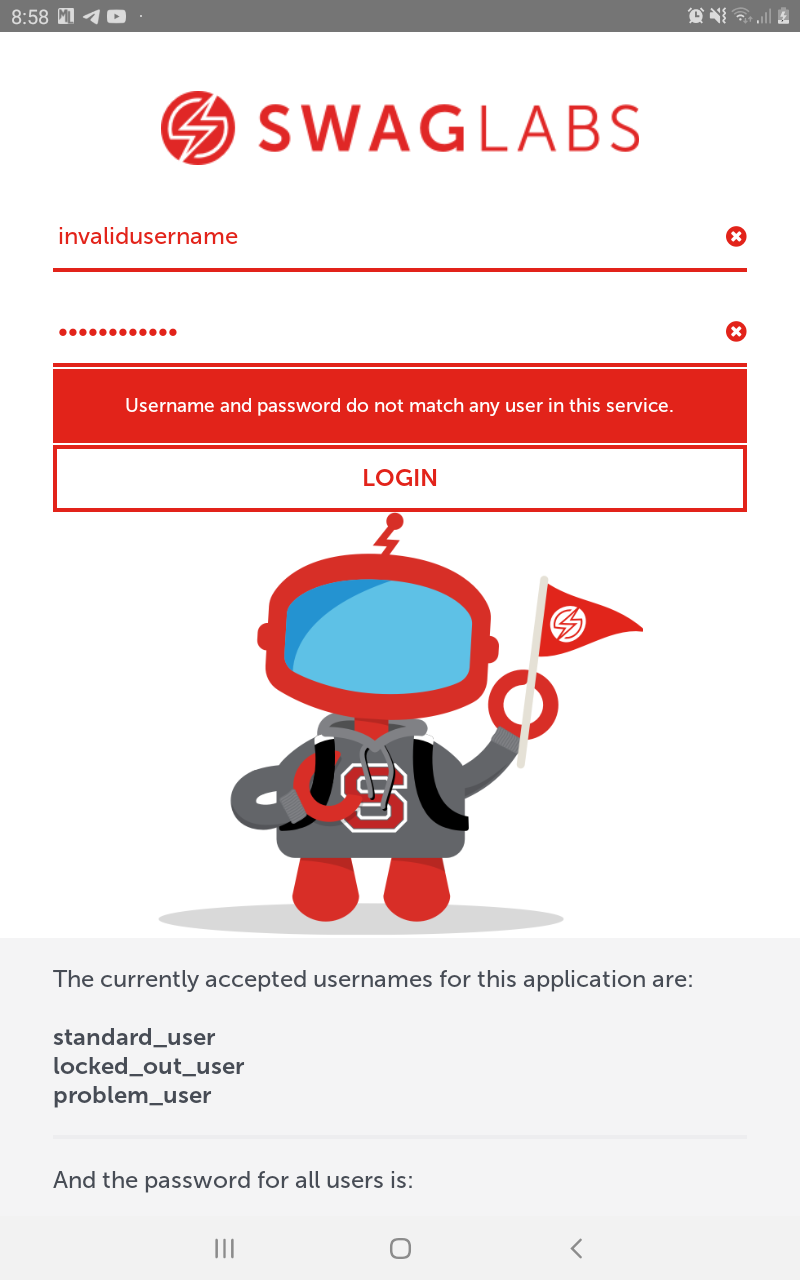 8:58
SWAGLABS
invalidusername
••••••••••••
Username and password do not match any user in this service.
LOGIN
S
The currently accepted usernames for this application are:
standard_user
locked_out_user
problem_user
And the password for all users is: